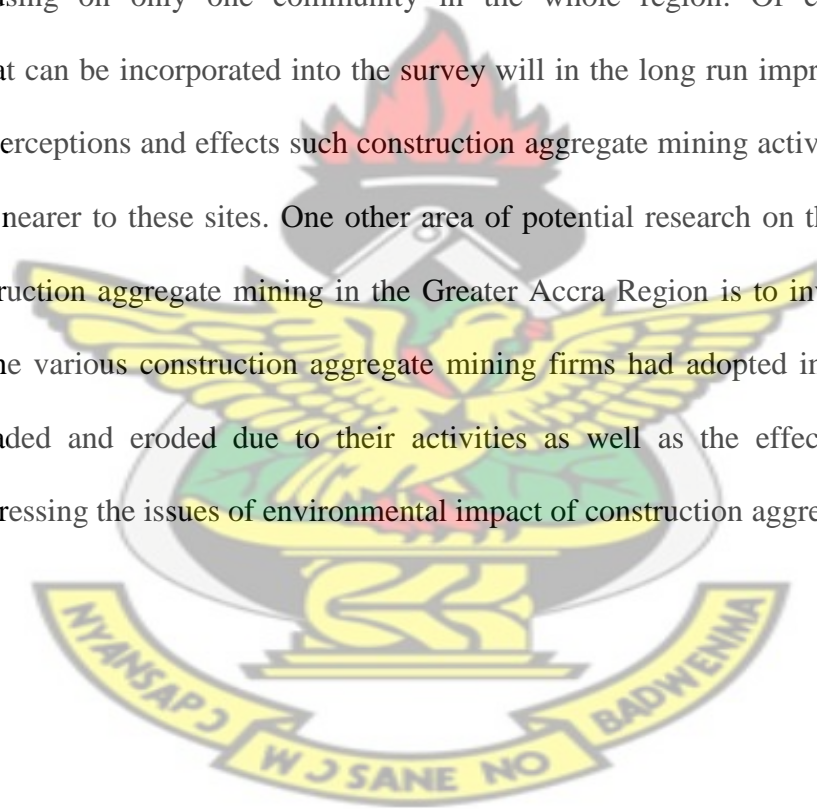 using on only one community in the whole region. Of
at can be incorporated into the survey will in the long run impr
erceptions and effects such construction aggregate mining activ
nearer to these sites. One other area of potential research on th
ruction aggregate mining in the Greater Accra Region is to inv
ne various construction aggregate mining firms had adopted in
aded and eroded due to their activities as well as the effec
ressing the issues of environmental impact of construction aggre
NYANSAPƆ WƆSANE NO BADWENMA